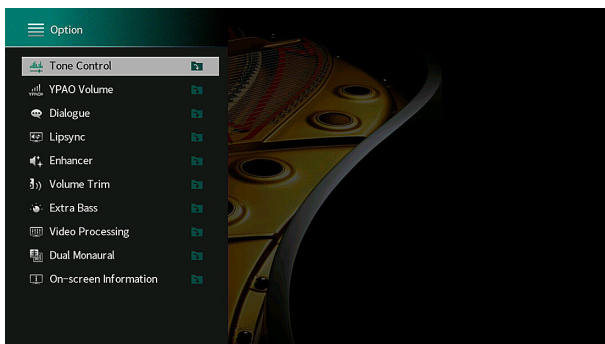 Option
Tone Control
YPAO Volume
Dialogue
Lipsync
Enhancer
Volume Trim
Extra Bass
Video Processing
Dual Monaural
On-screen Information